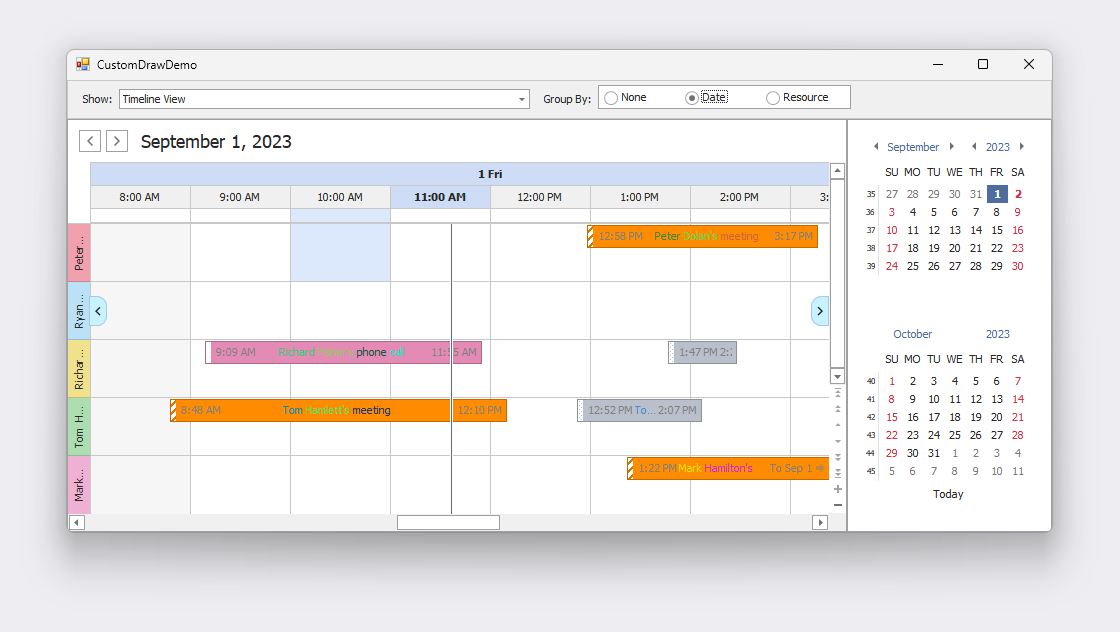 CustomDrawDemo
Show: Timeline View Group By: None Date Resource
September 1, 2023
1 Fri
8:00 AM 9:00 AM 10:00 AM 11:00 AM 12:00 PM 1:00 PM 2:00 PM 3:
Peter...
12:58 PM Peter Dolan's meeting 3:17 PM
Ryan...
Richar...
9:09 AM Richard phone 11:55 AM
1:47 PM 2:
Tom H...
8:48 AM Tom Hamlett's meeting 12:10 PM
12:52 PM To... 2:07 PM
Mark...
1:22 PM Mark Hamilton's To Sep 1
September 2023
SU MO TU WE TH FR SA
35 27 28 29 30 31 1 2
36 3 4 5 6 7 8 9
37 10 11 12 13 14 15 16
38 17 18 19 20 21 22 23
39 24 25 26 27 28 29 30
October 2023
SU MO TU WE TH FR SA
40 1 2 3 4 5 6 7
41 8 9 10 11 12 13 14
42 15 16 17 18 19 20 21
43 22 23 24 25 26 27 28
44 29 30 31 1 2 3 4
45 5 6 7 8 9 10 11
Today